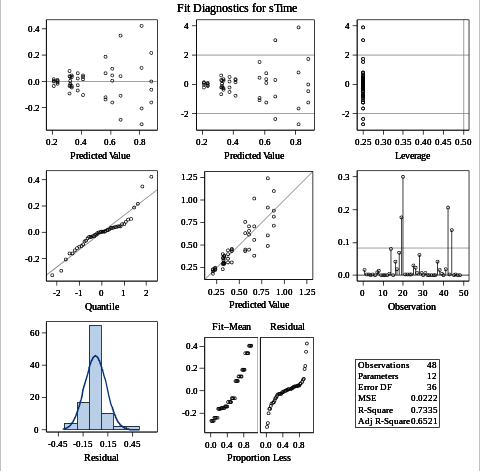 Fit Diagnostics for sTime
0.4
0.2
0.0
-0.2
0.2 0.4 0.6 0.8
Predicted Value
4
2
0
-2
0.2 0.4 0.6 0.8
Predicted Value
4
2
0
-2
0.25 0.30 0.35 0.40 0.45 0.50
Leverage
0.4
0.2
0.0
-0.2
-2 -1 0 1 2
Quantile
1.25
1.00
0.75
0.50
0.25
0.25 0.50 0.75 1.00 1.25
Predicted Value
0.3
0.2
0.1
0.0
0 10 20 30 40 50
Observation
60
40
20
0
-0.45 -0.15 0.15 0.45
Residual
Fit–Mean Residual
0.4
0.2
0.0
-0.2
0.0 0.4 0.8 0.0 0.4 0.8
Proportion Less
Observations 48
Parameters 12
Error DF 36
MSE 0.0222
R-Square 0.7335
Adj R-Square 0.6521